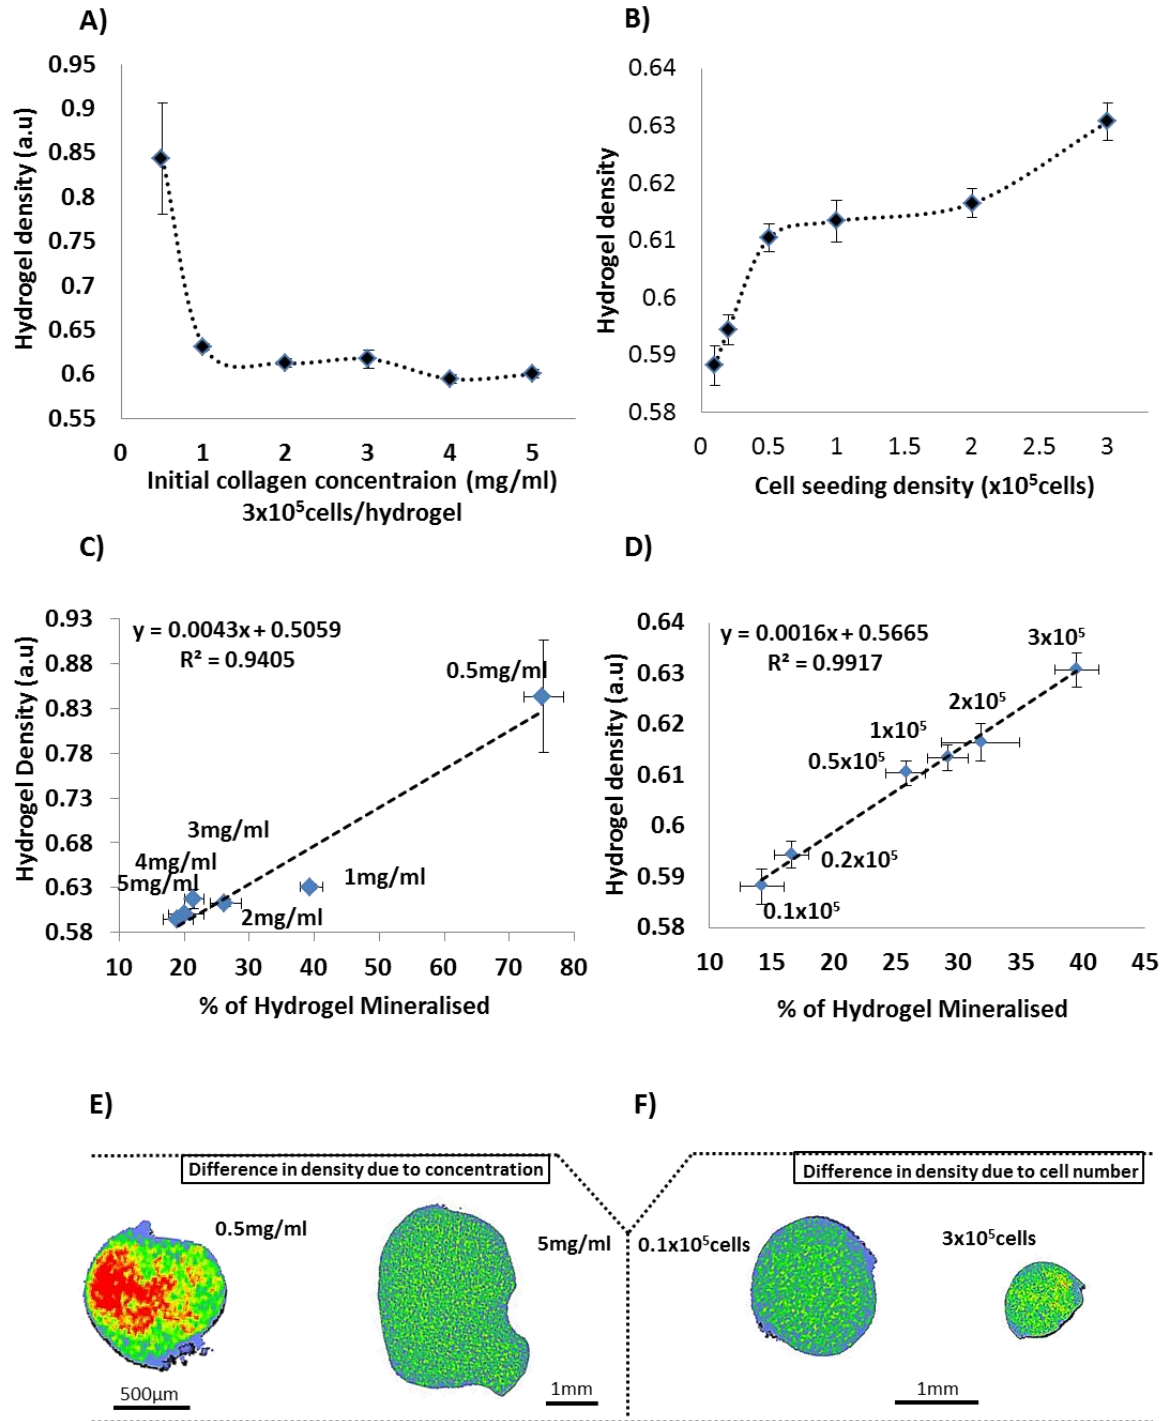 A)
0.95
0.9
0.85
0.8
0.75
0.7
0.65
0.6
0.55
Hydrogel density (a.u)
0 1 2 3 4 5
Initial collagen concentraion (mg/ml)
3x10⁵cells/hydrogel
B)
0.64
0.63
0.62
0.61
0.6
0.59
0.58
Hydrogel density
0 0.5 1 1.5 2 2.5 3
Cell seeding density (x10⁵cells)
C)
0.93
0.88
0.83
0.78
0.73
0.68
0.63
0.58
Hydrogel Density (a.u)
y = 0.0043x + 0.5059
R² = 0.9405
0.5mg/ml
3mg/ml
4mg/ml
5mg/ml
1mg/ml
2mg/ml
10 20 30 40 50 60 70 80
% of Hydrogel Mineralised
D)
0.64
0.63
0.62
0.61
0.6
0.59
0.58
Hydrogel density (a.u)
y = 0.0016x + 0.5665
R² = 0.9917
3x10⁵
2x10⁵
1x10⁵
0.5x10⁵
0.2x10⁵
0.1x10⁵
10 15 20 25 30 35 40 45
% of Hydrogel Mineralised
E)
Difference in density due to concentration
0.5mg/ml
5mg/ml
500µm
1mm
F)
Difference in density due to cell number
0.1x10⁵cells
3x10⁵cells
1mm